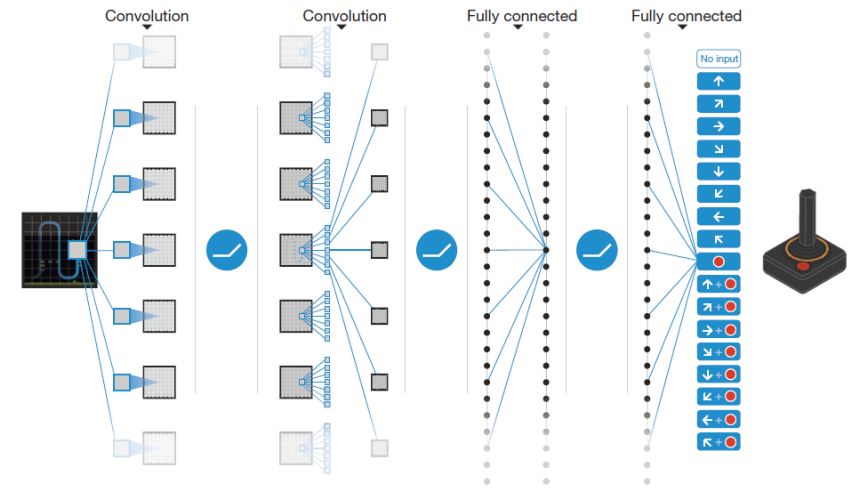 Convolution
Convolution
Fully connected
Fully connected
No input
+
+
+
+
+
+
+
+